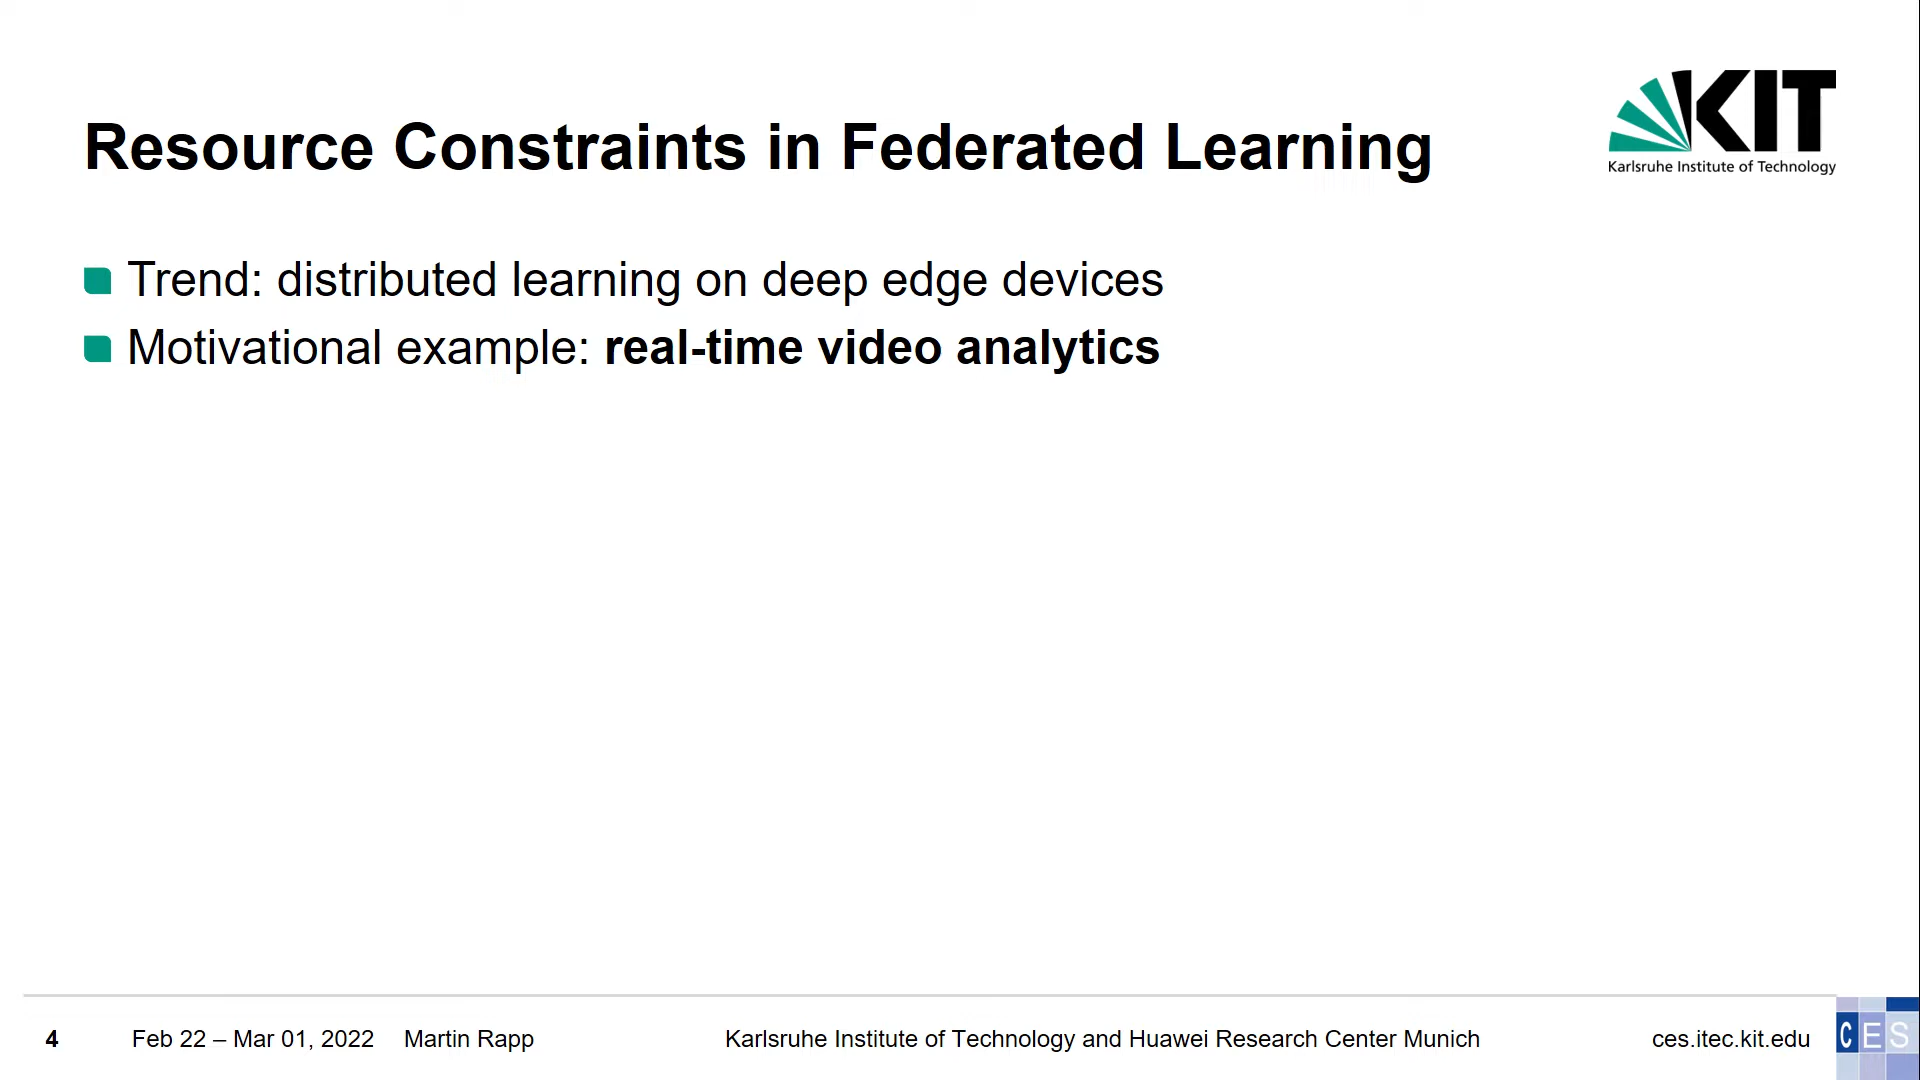 KIT
Karlsruhe Institute of Technology
Resource Constraints in Federated Learning
Trend: distributed learning on deep edge devices
Motivational example: real-time video analytics
4 Feb 22 – Mar 01, 2022 Martin Rapp Karlsruhe Institute of Technology and Huawei Research Center Munich ces.itec.kit.edu CES